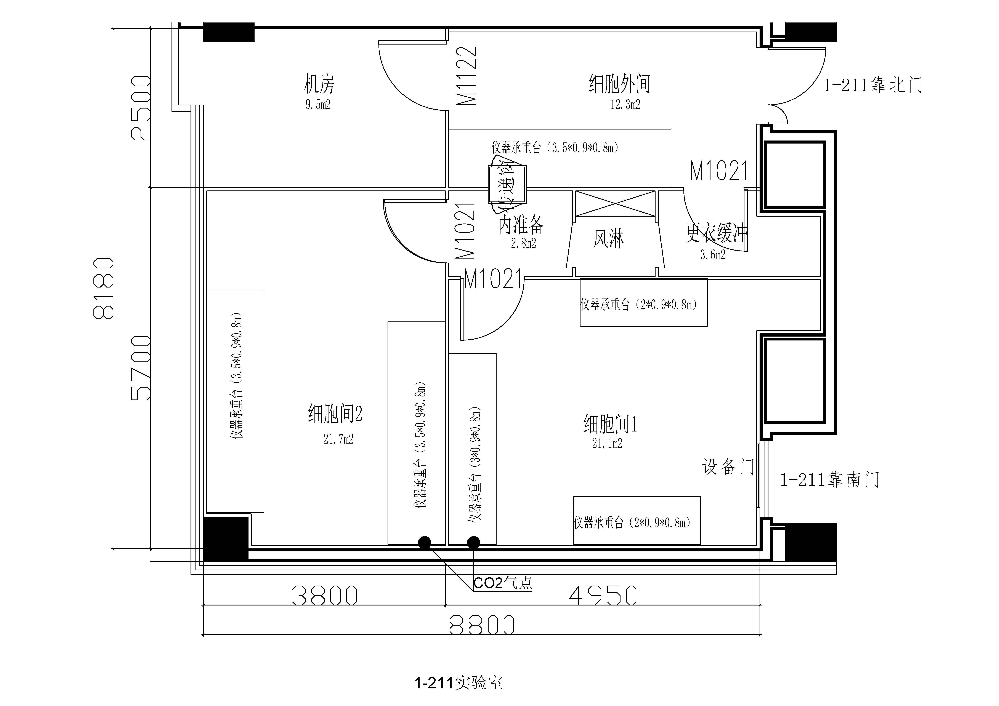 机房
9.5m2
M1122
细胞外间
12.3m2
1-211靠北门
2500
仪器承重台（3.5*0.9*0.8m）
传递窗
M1021
M1021
内准备
2.8m2
风淋
更衣缓冲
3.6m2
8180
M1021
仪器承重台（2*0.9*0.8m）
5700
仪器承重台（3.5*0.9*0.8m）
细胞间2
21.7m2
仪器承重台（3.5*0.9*0.8m）
仪器承重台（3*0.9*0.8m）
细胞间1
21.1m2
设备门
1-211靠南门
仪器承重台（2*0.9*0.8m）
CO2气点
3800
4950
8800
1-211实验室